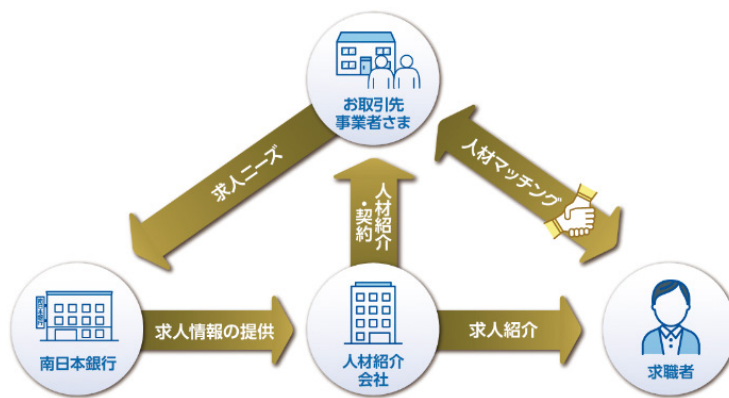 お取引先
事業者さま
求人ニーズ
人材紹介
・契約
人材マッチング
南日本銀行
求人情報の提供
人材紹介
会社
求人紹介
求職者